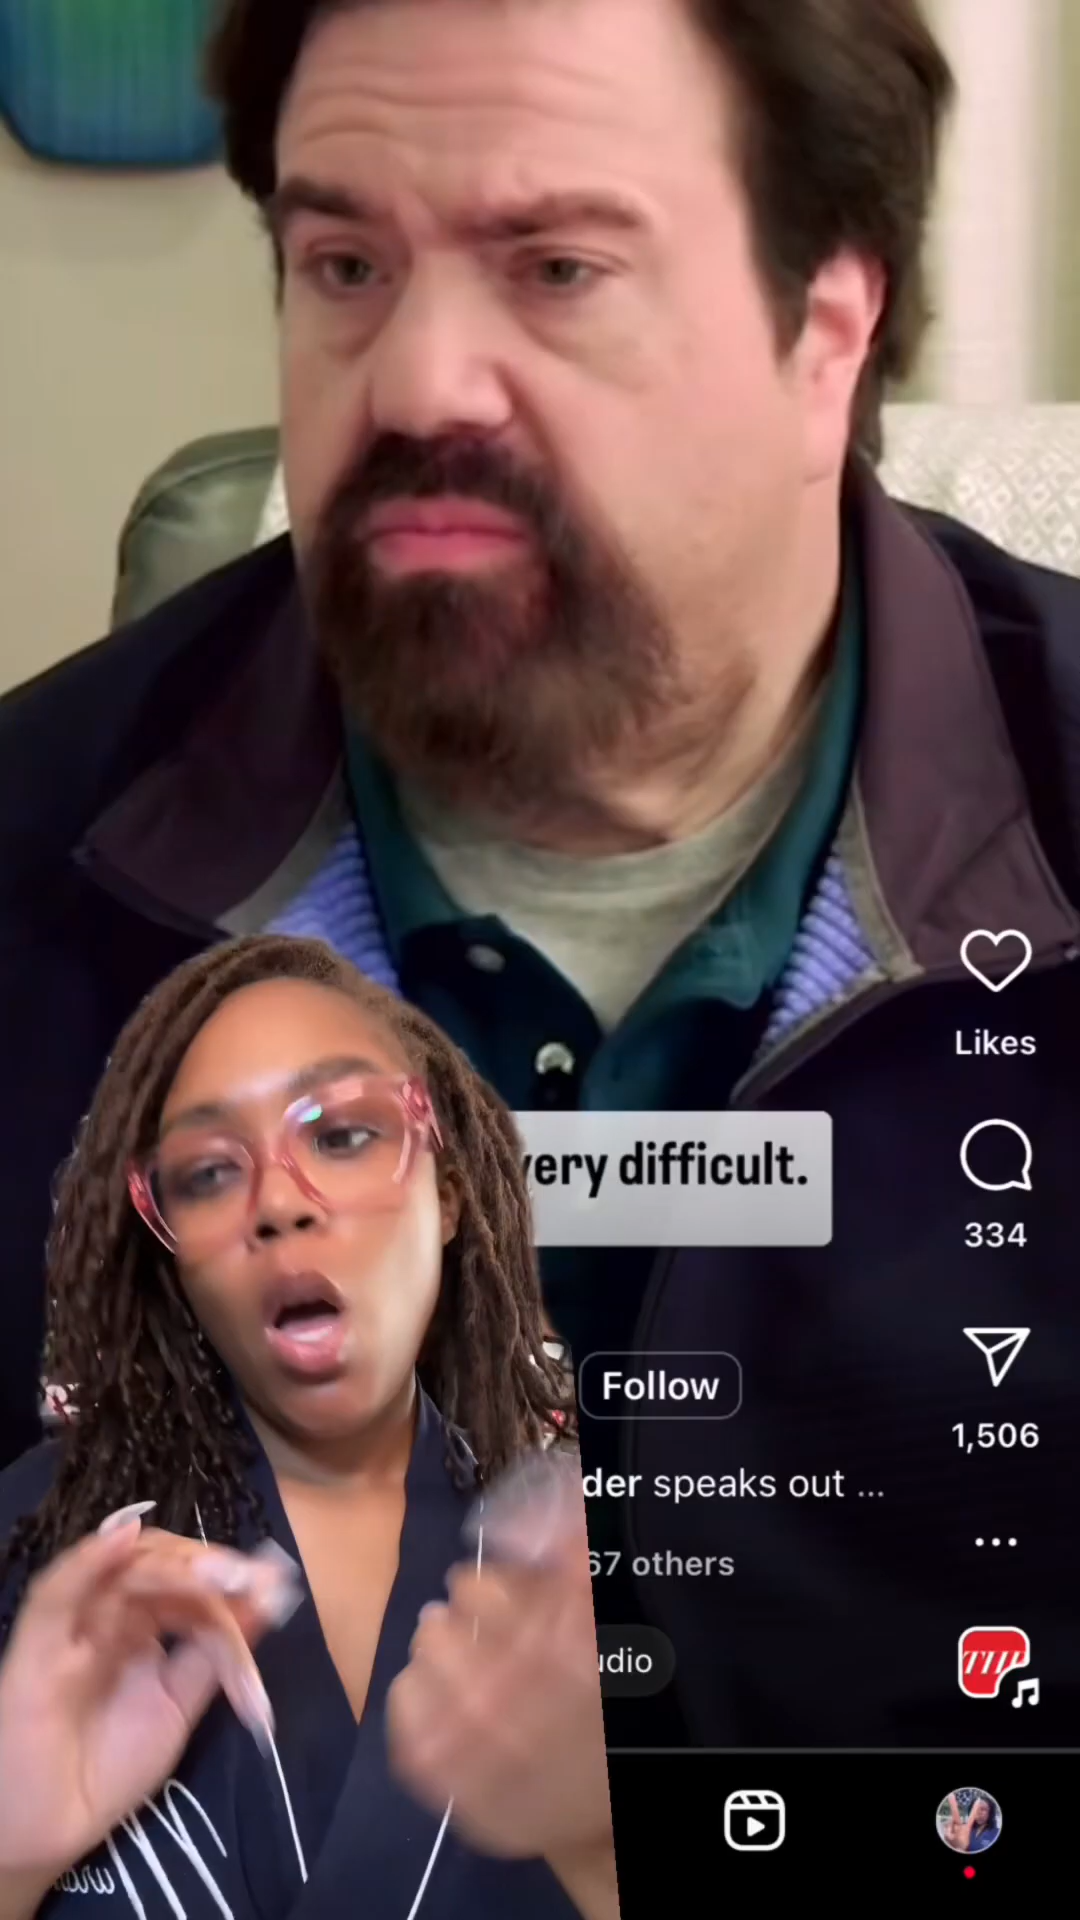 very difficult.
Likes
334
Follow
1,506
der speaks out ...
67 others
udio